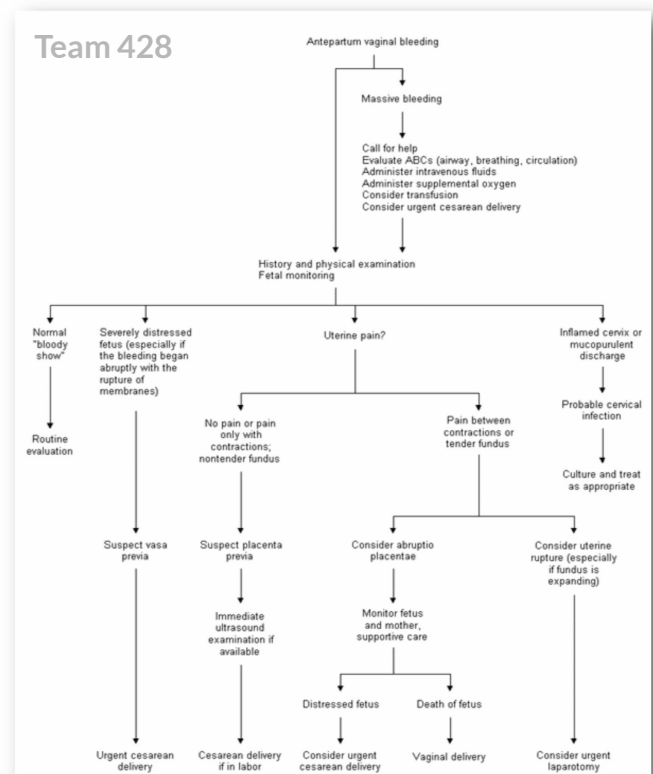 Team 428
Antepartum vaginal bleeding
Massive bleeding
Call for help
Evaluate ABCs (airway, breathing, circulation)
Administer intravenous fluids
Administer supplemental oxygen
Consider transfusion
Consider urgent cesarean delivery
History and physical examination
Fetal monitoring
Normal
"bloody
show"
Severely distressed
fetus (especially if
the bleeding began
abruptly with the
rupture of
membranes)
Uterine pain?
Inflamed cervix or
mucopurulent
discharge
Routine
evaluation
No pain or pain
only with
contractions;
nontender fundus
Pain between
contractions or
tender fundus
Probable cervical
infection
Culture and treat
as appropriate
Suspect vasa
previa
Suspect placenta
previa
Consider abruptio
placentae
Consider uterine
rupture (especially
if fundus is
expanding)
Immediate
ultrasound
examination if
available
Monitor fetus
and mother,
supportive care
Distressed fetus
Death of fetus
Urgent cesarean
delivery
Cesarean delivery
if in labor
Consider urgent
cesarean delivery
Vaginal delivery
Consider urgent
laparotomy